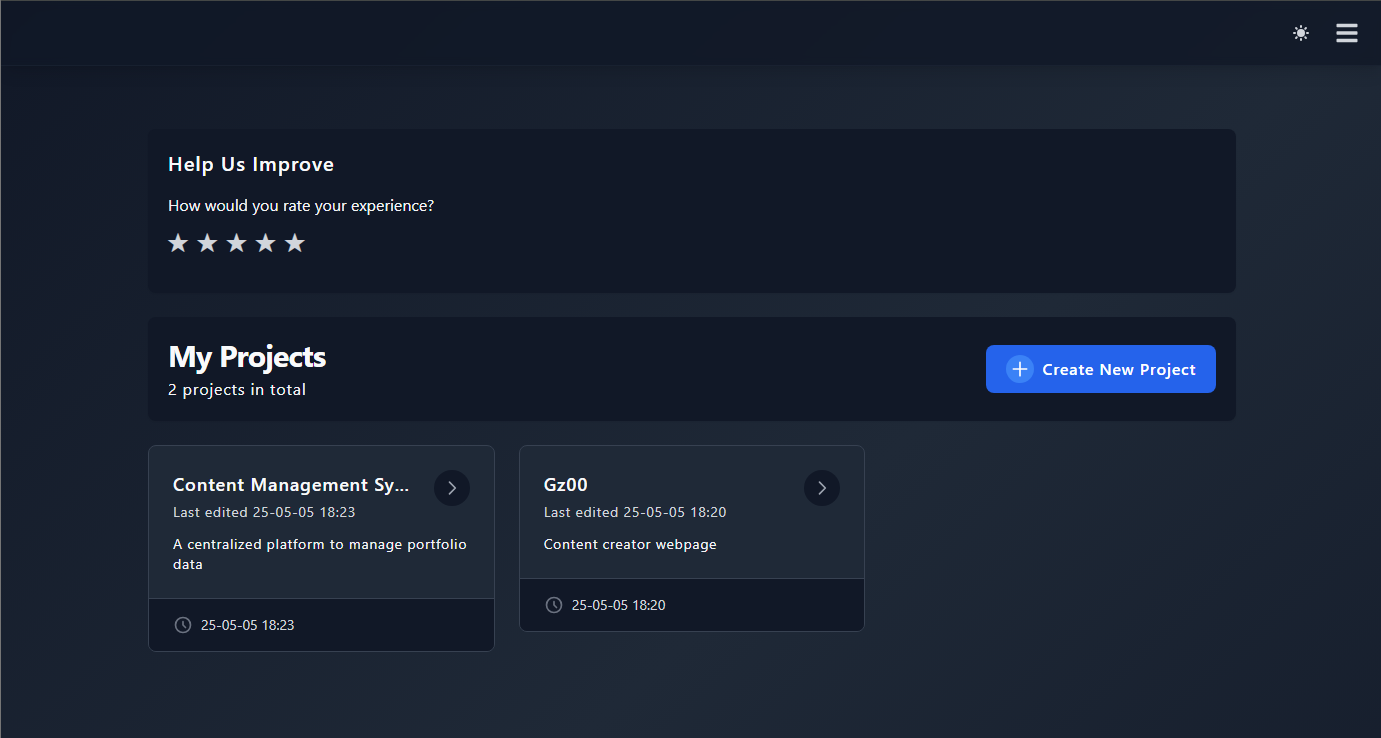 Help Us Improve
How would you rate your experience?
My Projects
2 projects in total
Create New Project
Content Management Sy...
Last edited 25-05-05 18:23
A centralized platform to manage portfolio
data
25-05-05 18:23
Gz00
Last edited 25-05-05 18:20
Content creator webpage
25-05-05 18:20